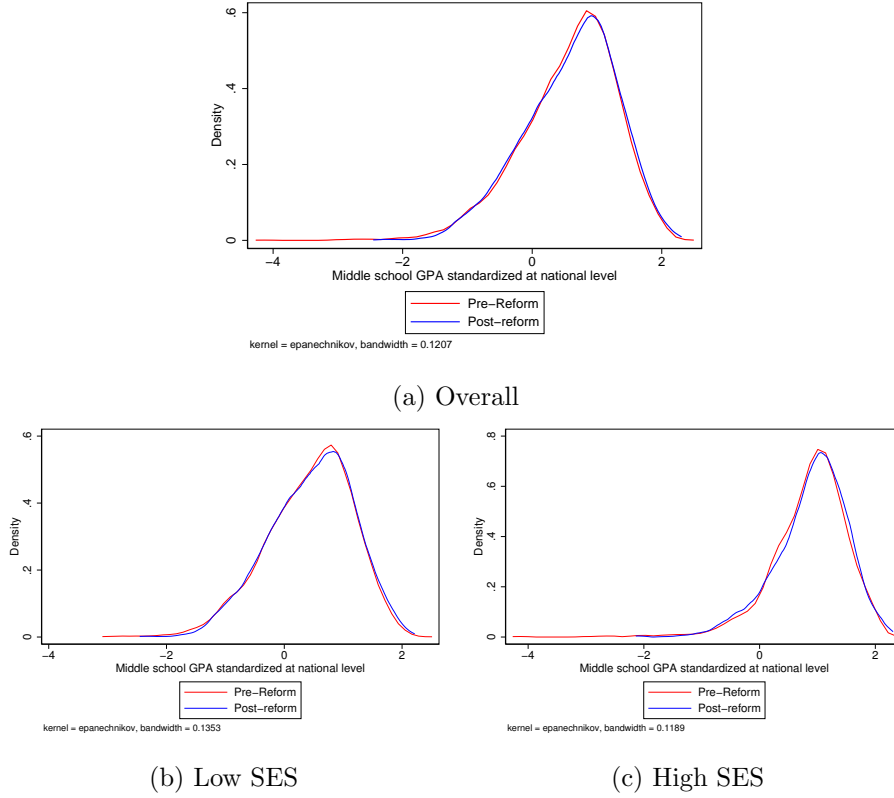 .6
.4
.2
0
Density
−4 −2 0 2
Middle school GPA standardized at national level
Pre−Reform
Post−reform
kernel = epanechnikov, bandwidth = 0.1207
(a) Overall
.6
.4
.2
0
Density
−4 −2 0 2
Middle school GPA standardized at national level
Pre−Reform
Post−reform
kernel = epanechnikov, bandwidth = 0.1353
(b) Low SES
.8
.6
.4
.2
0
Density
−4 −2 0 2
Middle school GPA standardized at national level
Pre−Reform
Post−reform
kernel = epanechnikov, bandwidth = 0.1189
(c) High SES